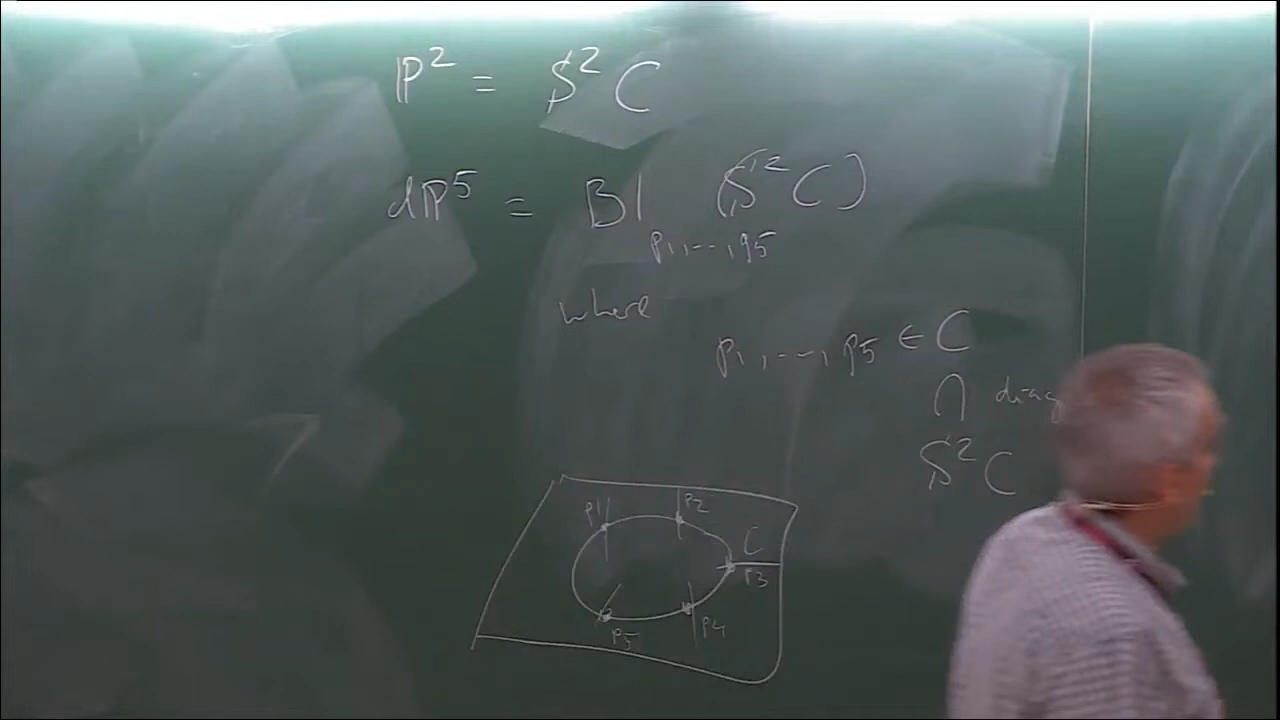 ℙ² = S²C
dP⁵ = Bl (S²C)
p₁,--,p₅
where
p₁,--,p₅ ∈ C
∩ diag
S²C
p1 p2
C
p3
p5 p4